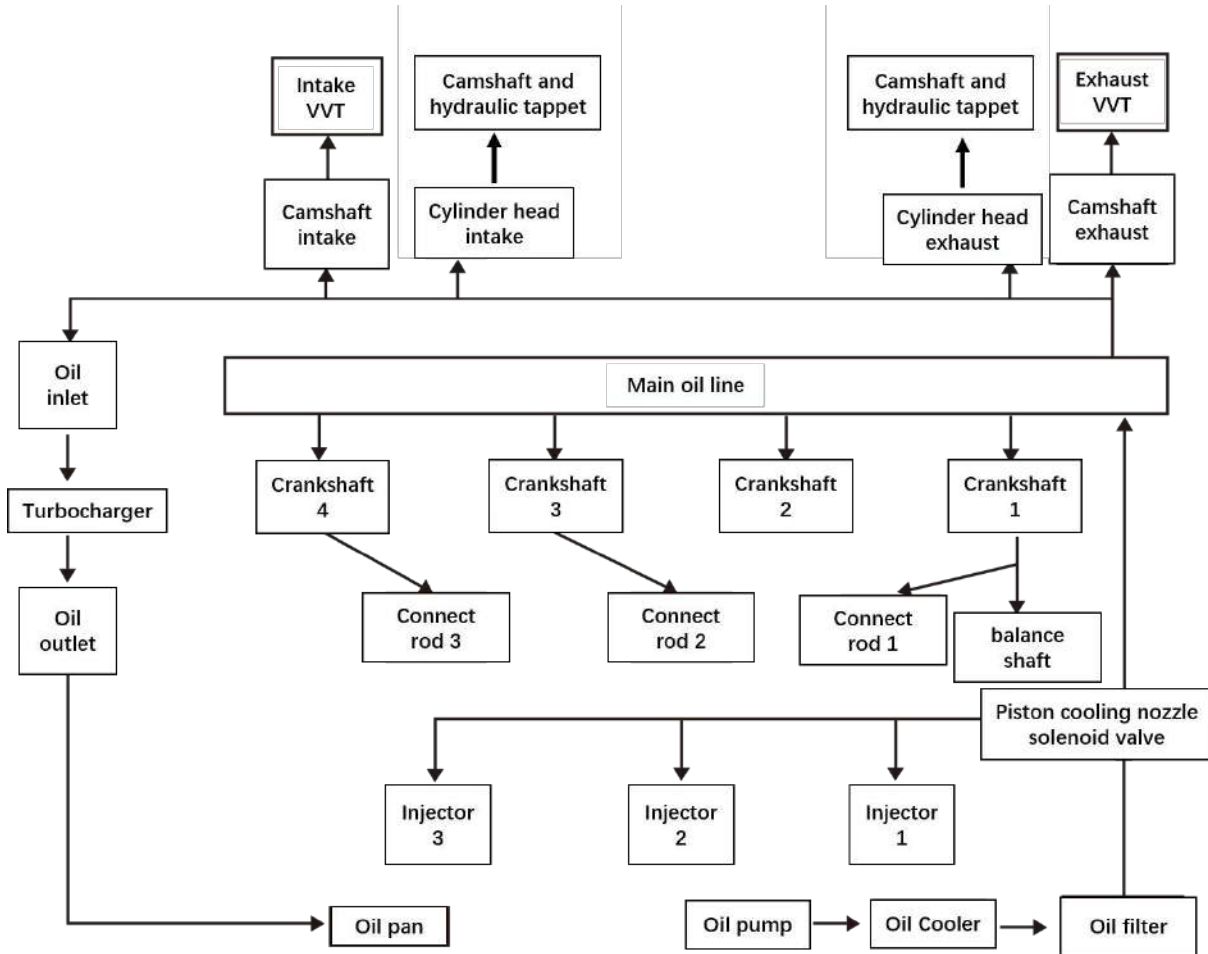 Intake
VVT
Camshaft and
hydraulic tappet
Camshaft and
hydraulic tappet
Exhaust
VVT
Camshaft
intake
Cylinder head
intake
Cylinder head
exhaust
Camshaft
exhaust
Oil
inlet
Main oil line
Turbocharger
Crankshaft
4
Crankshaft
3
Crankshaft
2
Crankshaft
1
Oil
outlet
Connect
rod 3
Connect
rod 2
Connect
rod 1
balance
shaft
Piston cooling nozzle
solenoid valve
Injector
3
Injector
2
Injector
1
Oil pan
Oil pump
Oil Cooler
Oil filter